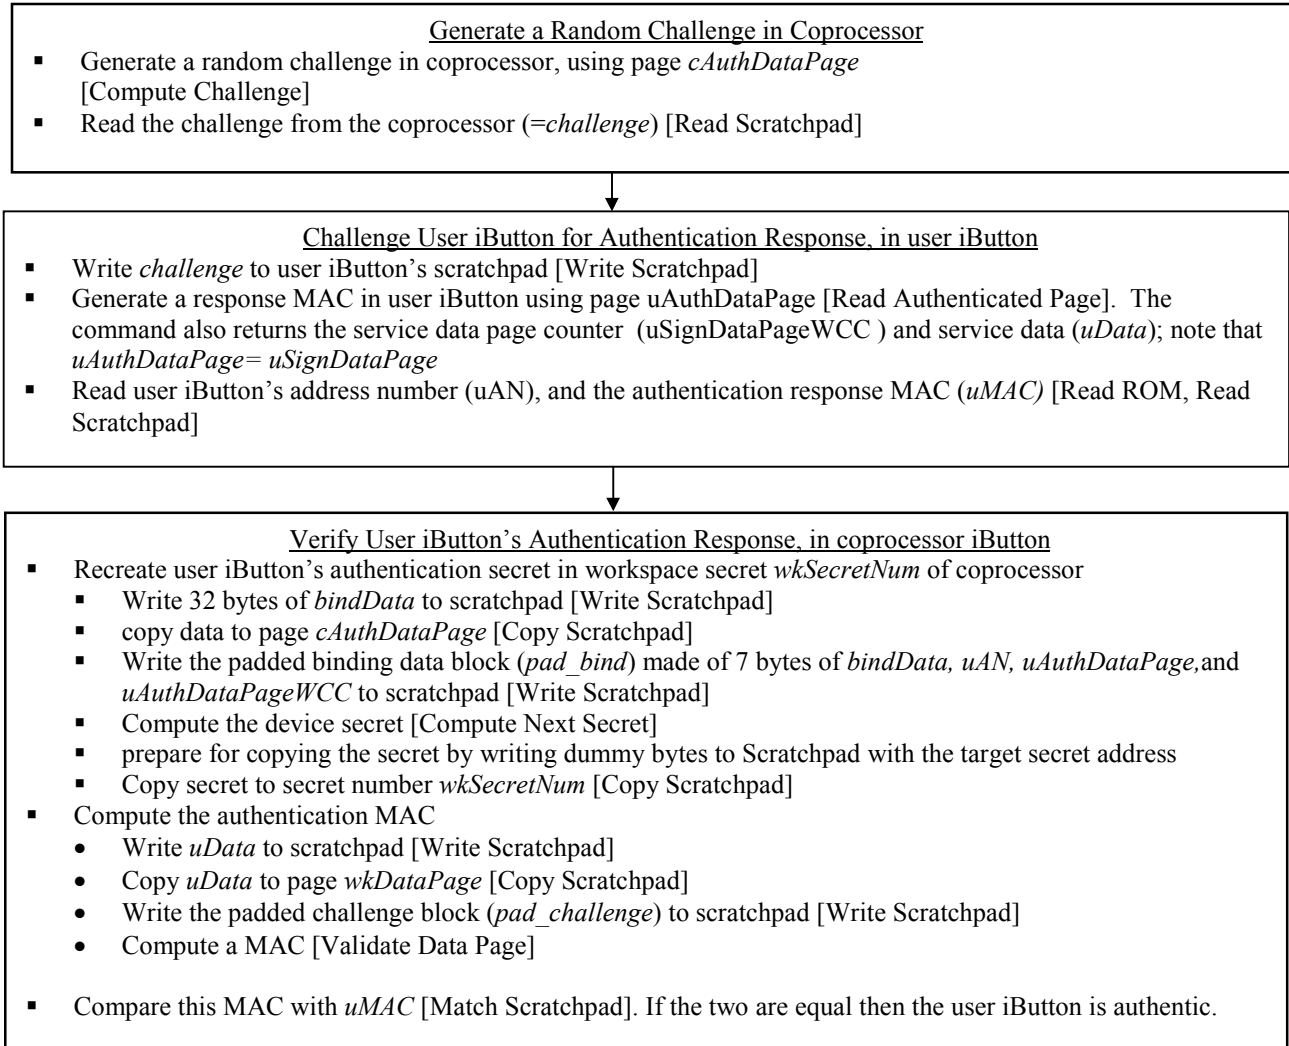 Generate a Random Challenge in Coprocessor
▪ Generate a random challenge in coprocessor, using page cAuthDataPage
[Compute Challenge]
▪ Read the challenge from the coprocessor (=challenge) [Read Scratchpad]
Challenge User iButton for Authentication Response, in user iButton
▪ Write challenge to user iButton’s scratchpad [Write Scratchpad]
▪ Generate a response MAC in user iButton using page uAuthDataPage [Read Authenticated Page].  The
command also returns the service data page counter  (uSignDataPageWCC ) and service data (uData); note that
uAuthDataPage= uSignDataPage
▪ Read user iButton’s address number (uAN), and the authentication response MAC (uMAC) [Read ROM, Read
Scratchpad]
Verify User iButton’s Authentication Response, in coprocessor iButton
▪ Recreate user iButton’s authentication secret in workspace secret wkSecretNum of coprocessor
▪ Write 32 bytes of bindData to scratchpad [Write Scratchpad]
▪ copy data to page cAuthDataPage [Copy Scratchpad]
▪ Write the padded binding data block (pad_bind) made of 7 bytes of bindData, uAN, uAuthDataPage,and
uAuthDataPageWCC to scratchpad [Write Scratchpad]
▪ Compute the device secret [Compute Next Secret]
▪ prepare for copying the secret by writing dummy bytes to Scratchpad with the target secret address
▪ Copy secret to secret number wkSecretNum [Copy Scratchpad]
▪ Compute the authentication MAC
• Write uData to scratchpad [Write Scratchpad]
• Copy uData to page wkDataPage [Copy Scratchpad]
• Write the padded challenge block (pad_challenge) to scratchpad [Write Scratchpad]
• Compute a MAC [Validate Data Page]
▪ Compare this MAC with uMAC [Match Scratchpad]. If the two are equal then the user iButton is authentic.